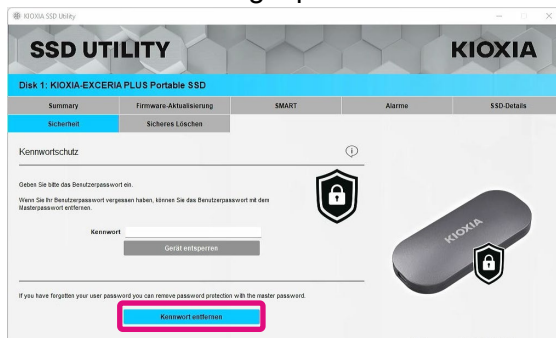 KIOXIA SSD Utility
SSD UTILITY
KIOXIA
Disk 1: KIOXIA-EXCERIA PLUS Portable SSD
Summary Firmware-Aktualisierung SMART Alarme SSD-Details
Sicherheit Sicheres Löschen
Kennwortschutz
Geben Sie bitte das Benutzerpasswort ein.
Wenn Sie Ihr Benutzerpasswort vergessen haben, können Sie das Benutzerpasswort mit dem
Masterpasswort entfernen.
Kennwort
Gerät entsperren
KIOXIA
If you have forgotten your user password you can remove password protection with the master password.
Kennwort entfernen